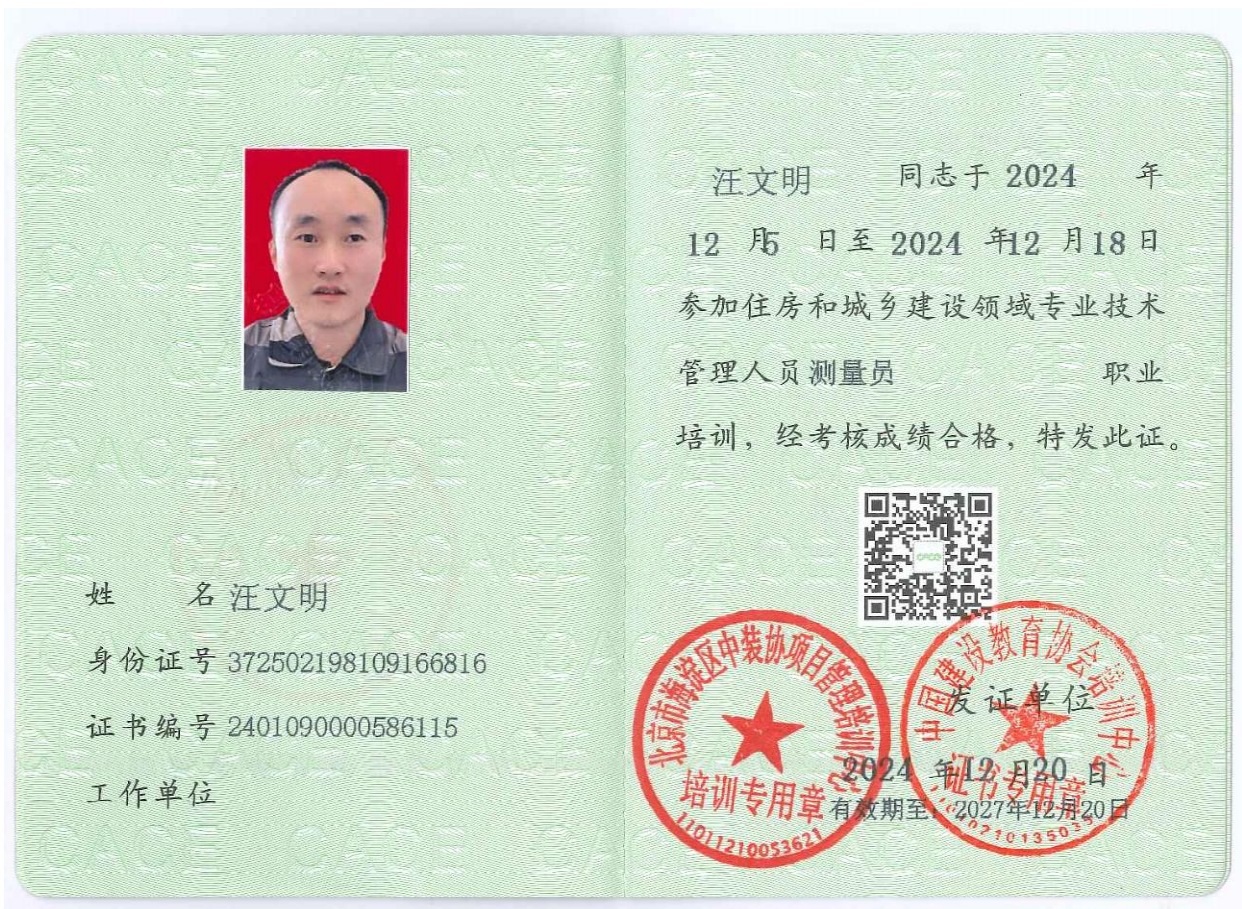 姓 名 汪文明
身份证号 372502198109166816
证书编号 2401090000586115
工作单位
汪文明 同志于 2024 年
12 月5 日至 2024 年12 月18日
参加住房和城乡建设领域专业技术
管理人员测量员 职业
培训，经考核成绩合格，特发此证。
CACE
北京市海淀区中装协项目管理培训院
培训专用章
11011210053621
中国建设教育协会培训中心
证书专用章
发证单位
2024 年12 月20 日
有效期至：2027年12月20日